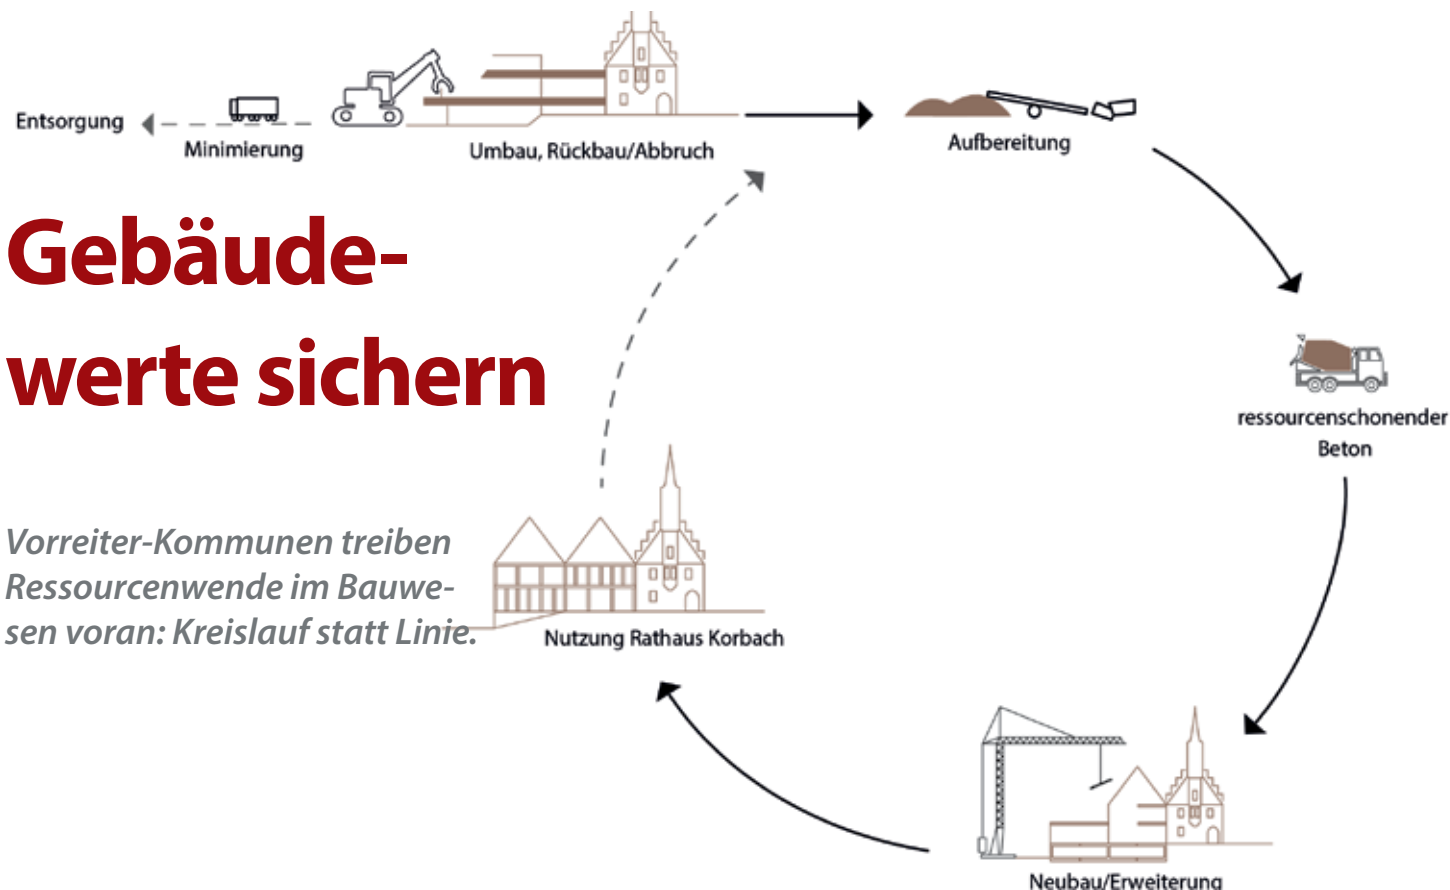 Entsorgung
Minimierung
Umbau, Rückbau/Abbruch
Aufbereitung
Gebäude-
werte sichern
ressourcenschonender
Beton
Vorreiter-Kommunen treiben
Ressourcenwende im Bauwe-
sen voran: Kreislauf statt Linie.
Nutzung Rathaus Korbach
Neubau/Erweiterung